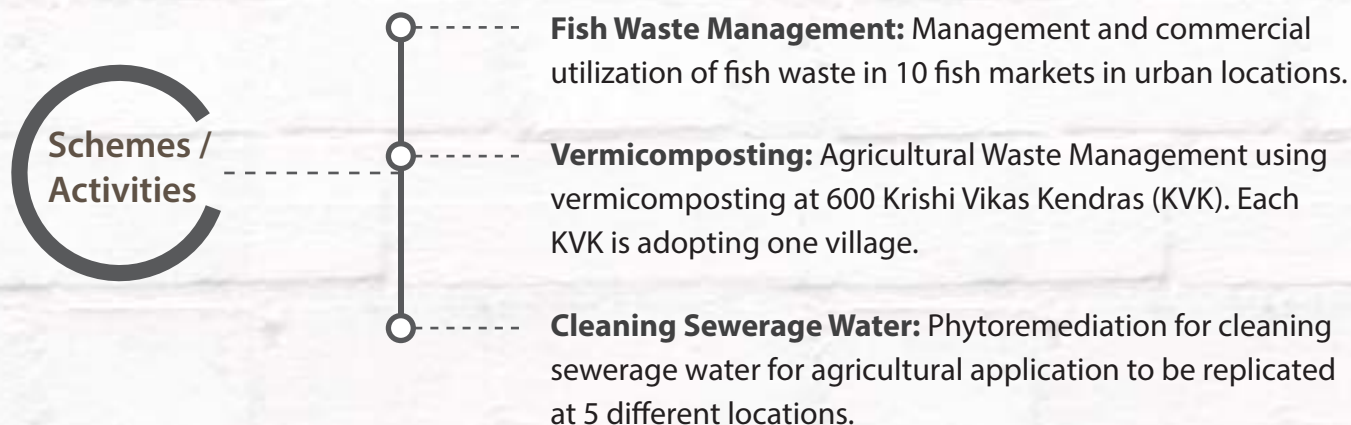 Schemes /
Activities
Fish Waste Management: Management and commercial
utilization of fish waste in 10 fish markets in urban locations.
Vermicomposting: Agricultural Waste Management using
vermicomposting at 600 Krishi Vikas Kendras (KVK). Each
KVK is adopting one village.
Cleaning Sewerage Water: Phytoremediation for cleaning
sewerage water for agricultural application to be replicated
at 5 different locations.